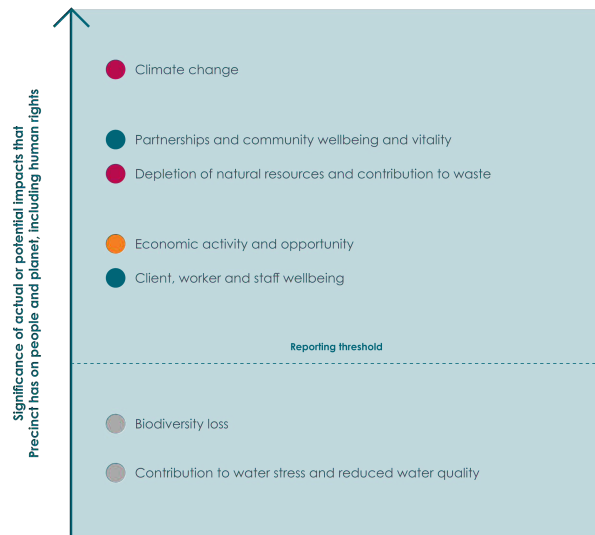 Significance of actual or potential impacts that
Precinct has on people and planet, including human rights
Climate change
Partnerships and community wellbeing and vitality
Depletion of natural resources and contribution to waste
Economic activity and opportunity
Client, worker and staff wellbeing
Reporting threshold
Biodiversity loss
Contribution to water stress and reduced water quality